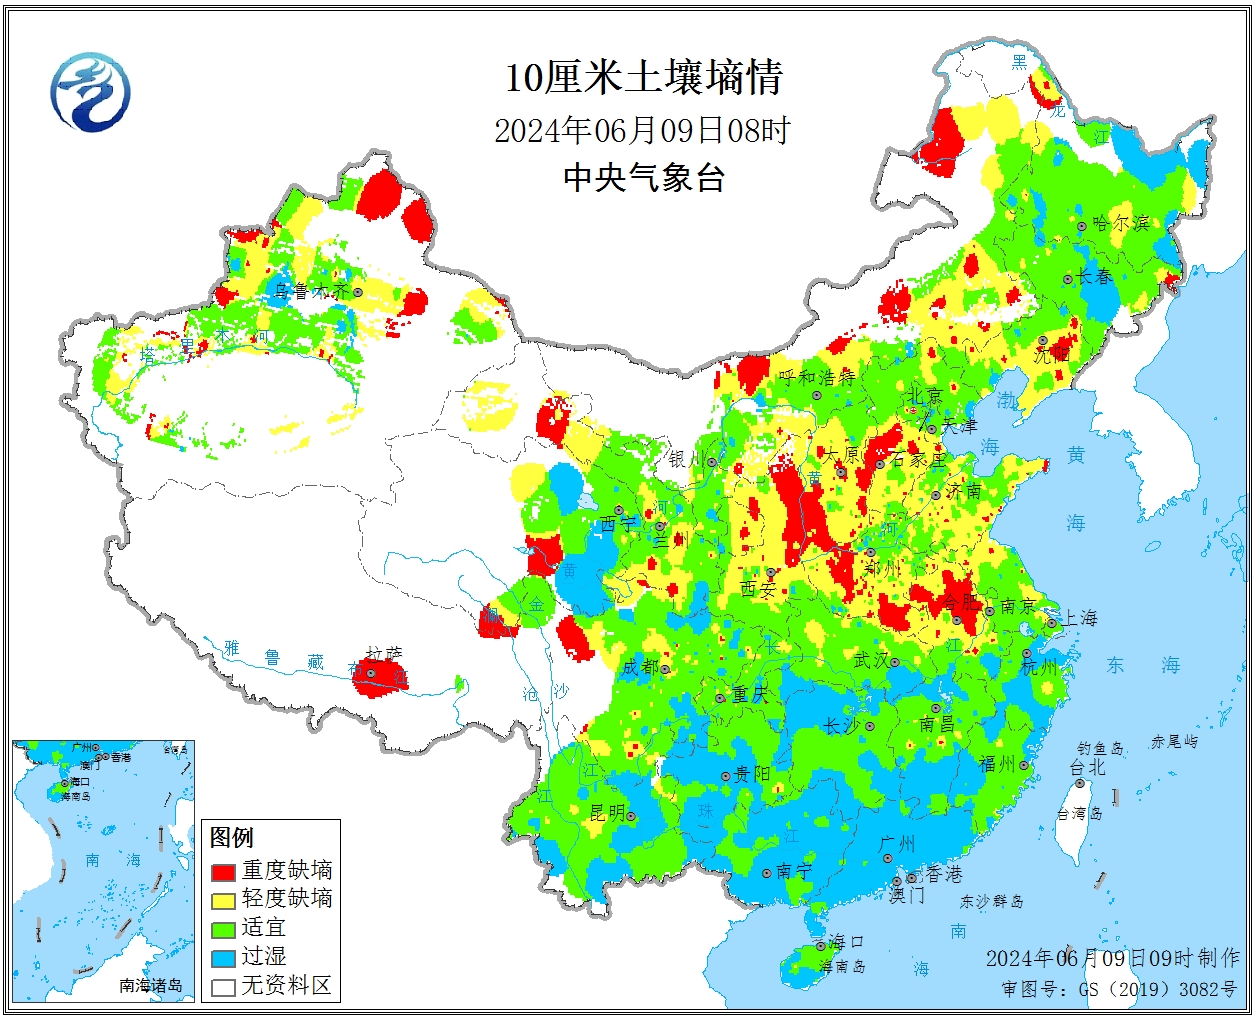 10厘米土壤墒情
2024年06月09日08时
中央气象台
黑
龙
江
哈尔滨
长春
沈阳
乌鲁木齐
塔
里
木
河
呼和浩特
北京
天津
渤
海
黄
海
银川
太原
石家庄
济南
黄
河
西宁
兰州
河
西安
郑州
黄
合肥
南京
上海
澜
金
江
长
雅
鲁
藏
布
江
拉萨
成都
武汉
杭州
东
海
沧
沙
重庆
长沙
南昌
钓鱼岛
赤尾屿
福州
台北
台湾岛
贵阳
江
江
昆明
珠
江
广州
南宁
香港
澳门
东沙群岛
南
海
海口
海南岛
广州
香港
澳门
台湾岛
海口
海南岛
南
海
南海诸岛
图例
重度缺墒
轻度缺墒
适宜
过湿
无资料区
2024年06月09日09时制作
审图号：GS（2019）3082号